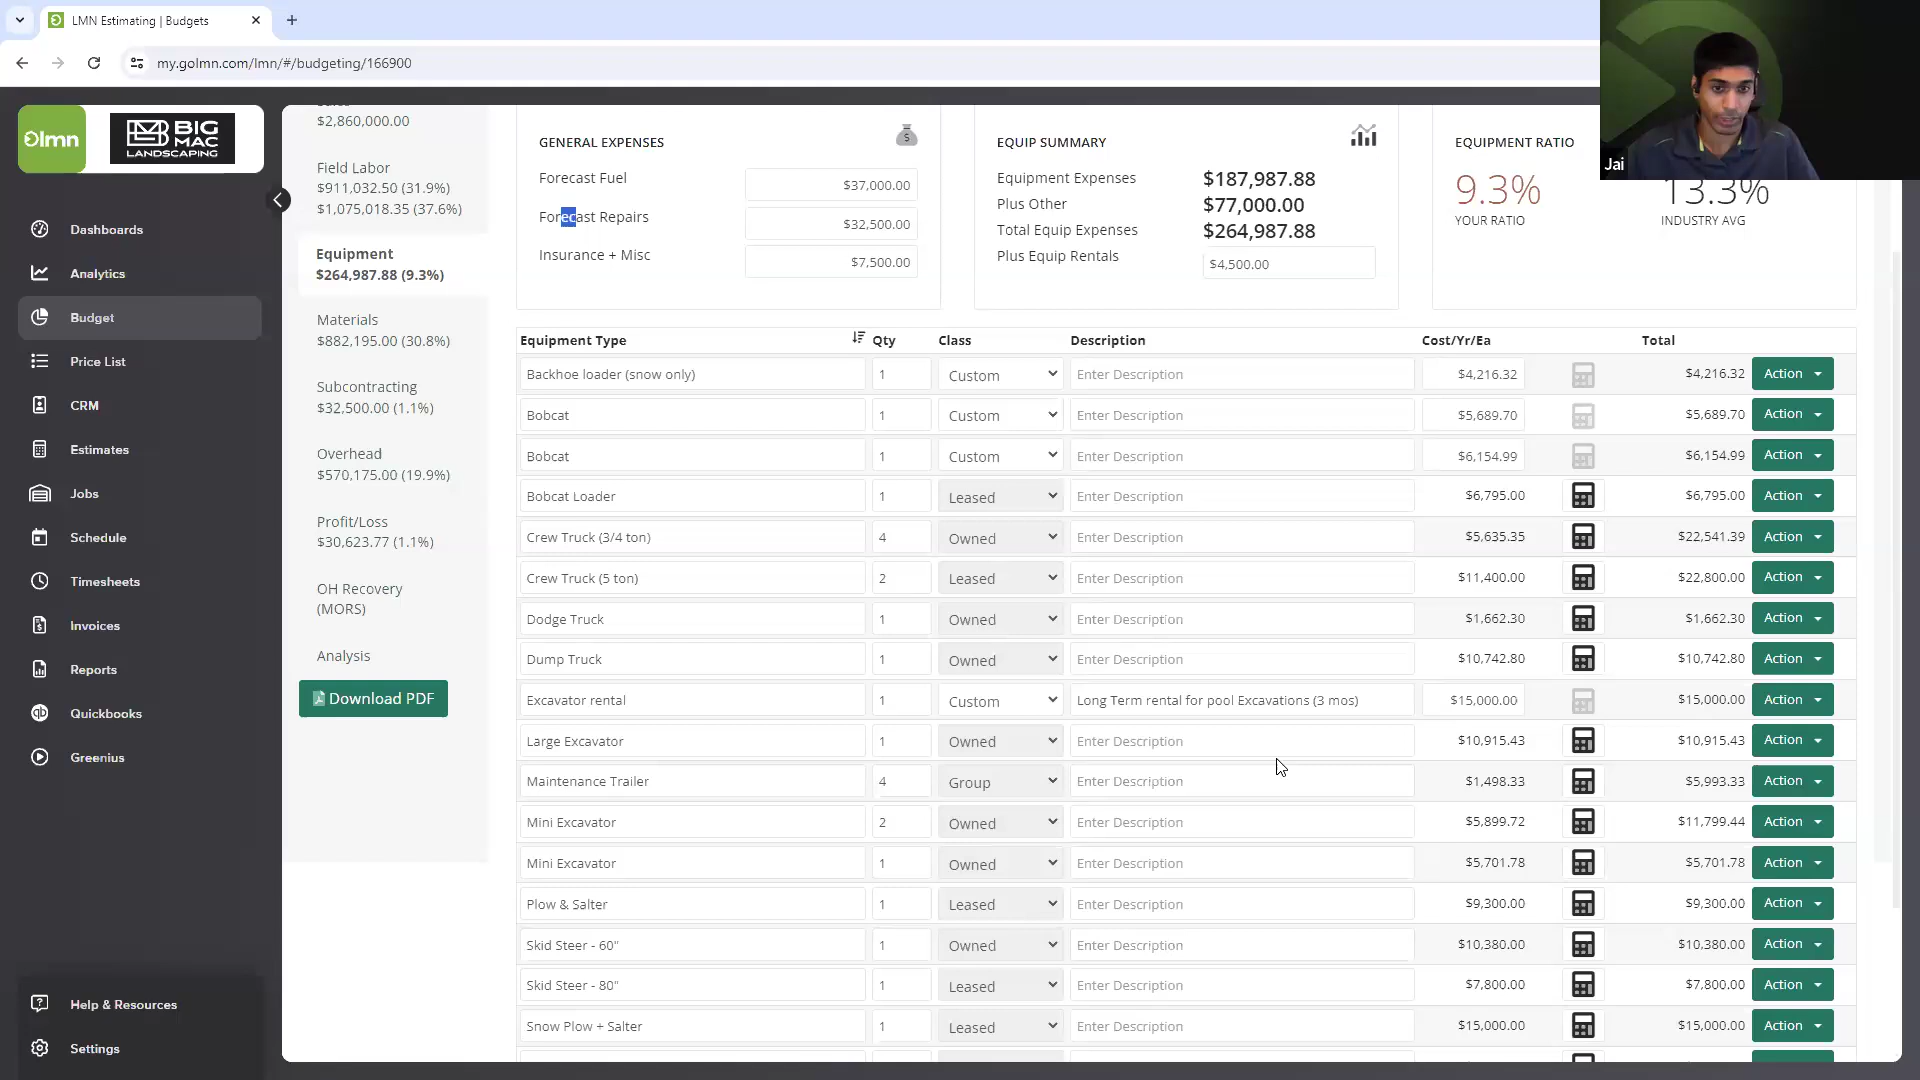 LMN Estimating | Budgets
my.golmn.com/lmn/#/budgeting/166900
lmn
BIG MAC LANDSCAPING
Dashboards
Analytics
Budget
Price List
CRM
Estimates
Jobs
Schedule
Timesheets
Invoices
Reports
Quickbooks
Greenius
Help & Resources
Settings
$2,860,000.00
Field Labor
$911,032.50 (31.9%)
$1,075,018.35 (37.6%)
Equipment
$264,987.88 (9.3%)
Materials
$882,195.00 (30.8%)
Subcontracting
$32,500.00 (1.1%)
Overhead
$570,175.00 (19.9%)
Profit/Loss
$30,623.77 (1.1%)
OH Recovery
(MORS)
Analysis
Download PDF
GENERAL EXPENSES
Forecast Fuel $37,000.00
Forecast Repairs $32,500.00
Insurance + Misc $7,500.00
EQUIP SUMMARY
Equipment Expenses $187,987.88
Plus Other $77,000.00
Total Equip Expenses $264,987.88
Plus Equip Rentals $4,500.00
EQUIPMENT RATIO
9.3% 13.3%
YOUR RATIO INDUSTRY AVG
Jai
Equipment Type Qty Class Description Cost/Yr/Ea Total
Backhoe loader (snow only) 1 Custom Enter Description $4,216.32 $4,216.32 Action
Bobcat 1 Custom Enter Description $5,689.70 $5,689.70 Action
Bobcat 1 Custom Enter Description $6,154.99 $6,154.99 Action
Bobcat Loader 1 Leased Enter Description $6,795.00 $6,795.00 Action
Crew Truck (3/4 ton) 4 Owned Enter Description $5,635.35 $22,541.39 Action
Crew Truck (5 ton) 2 Leased Enter Description $11,400.00 $22,800.00 Action
Dodge Truck 1 Owned Enter Description $1,662.30 $1,662.30 Action
Dump Truck 1 Owned Enter Description $10,742.80 $10,742.80 Action
Excavator rental 1 Custom Long Term rental for pool Excavations (3 mos) $15,000.00 $15,000.00 Action
Large Excavator 1 Owned Enter Description $10,915.43 $10,915.43 Action
Maintenance Trailer 4 Group Enter Description $1,498.33 $5,993.33 Action
Mini Excavator 2 Owned Enter Description $5,899.72 $11,799.44 Action
Mini Excavator 1 Owned Enter Description $5,701.78 $5,701.78 Action
Plow & Salter 1 Leased Enter Description $9,300.00 $9,300.00 Action
Skid Steer - 60" 1 Owned Enter Description $10,380.00 $10,380.00 Action
Skid Steer - 80" 1 Leased Enter Description $7,800.00 $7,800.00 Action
Snow Plow + Salter 1 Leased Enter Description $15,000.00 $15,000.00 Action